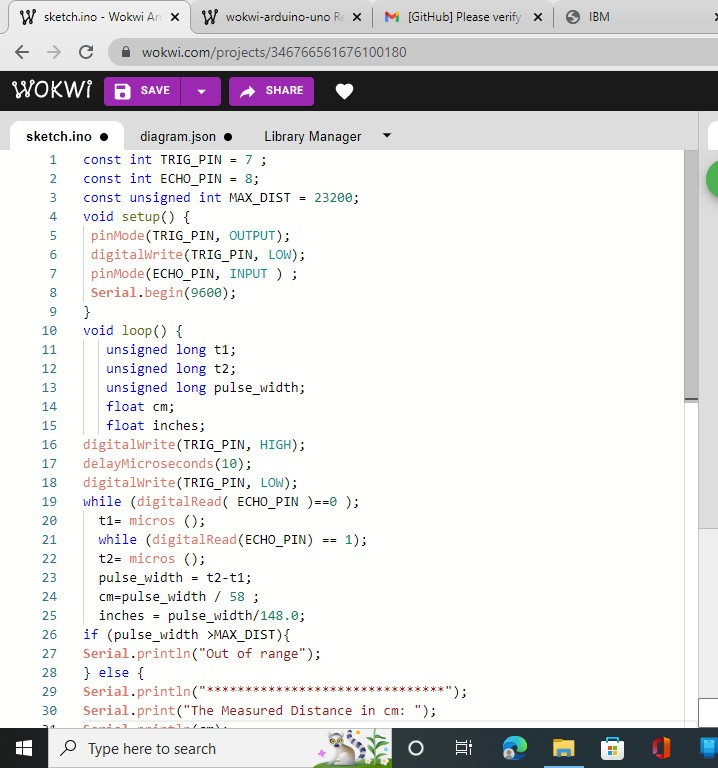 sketch.ino - Wokwi Ar
wokwi-arduino-uno R
[GitHub] Please verify
IBM
wokwi.com/projects/346766561676100180
WOKWi
SAVE
SHARE
sketch.ino
diagram.json
Library Manager
1 const int TRIG_PIN = 7 ;
2 const int ECHO_PIN = 8;
3 const unsigned int MAX_DIST = 23200;
4 void setup() {
5 pinMode(TRIG_PIN, OUTPUT);
6 digitalWrite(TRIG_PIN, LOW);
7 pinMode(ECHO_PIN, INPUT ) ;
8 Serial.begin(9600);
9 }
10 void loop() {
11 unsigned long t1;
12 unsigned long t2;
13 unsigned long pulse_width;
14 float cm;
15 float inches;
16 digitalWrite(TRIG_PIN, HIGH);
17 delayMicroseconds(10);
18 digitalWrite(TRIG_PIN, LOW);
19 while (digitalRead( ECHO_PIN )==0 );
20 t1= micros ();
21 while (digitalRead(ECHO_PIN) == 1);
22 t2= micros ();
23 pulse_width = t2-t1;
24 cm=pulse_width / 58 ;
25 inches = pulse_width/148.0;
26 if (pulse_width >MAX_DIST){
27 Serial.println("Out of range");
28 } else {
29 Serial.println("*******************************");
30 Serial.print("The Measured Distance in cm: ");
Type here to search